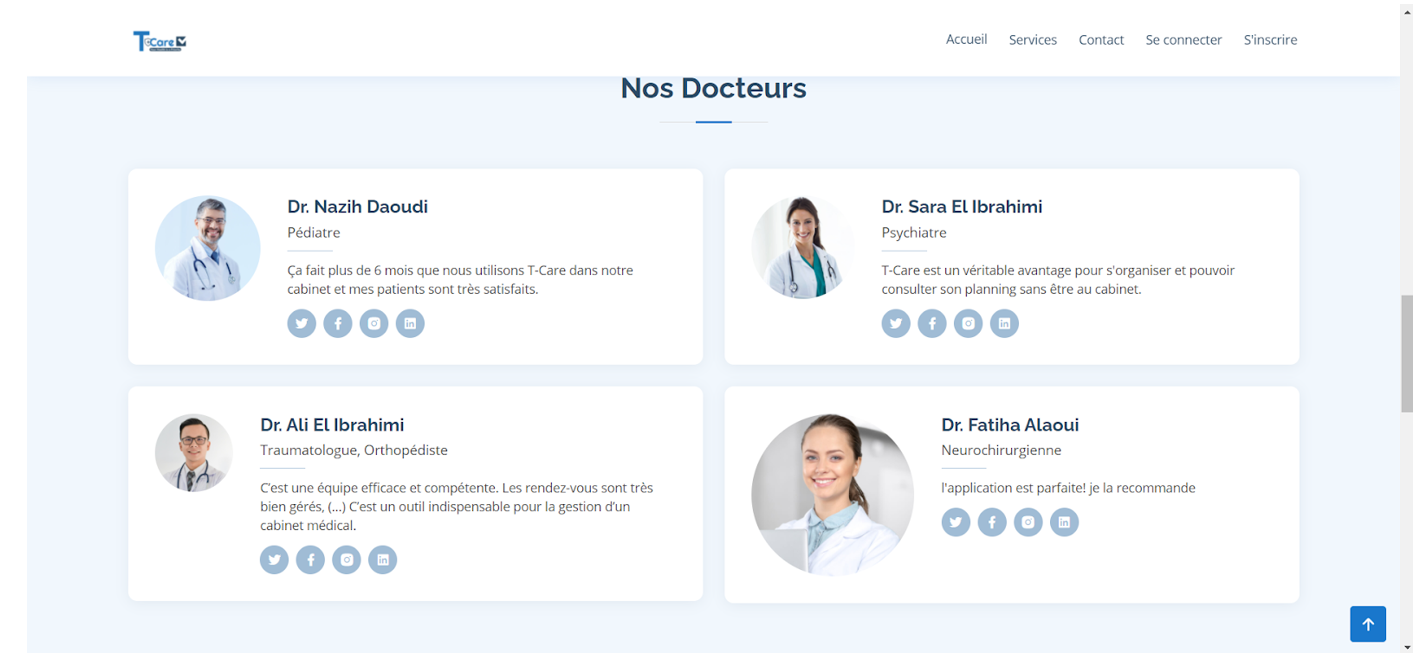 T-Care
Accueil
Services
Contact
Se connecter
S'inscrire
Nos Docteurs
Dr. Nazih Daoudi
Pédiatre
Ça fait plus de 6 mois que nous utilisons T-Care dans notre
cabinet et mes patients sont très satisfaits.
Dr. Sara El Ibrahimi
Psychiatre
T-Care est un véritable avantage pour s'organiser et pouvoir
consulter son planning sans être au cabinet.
Dr. Ali El Ibrahimi
Traumatologue, Orthopédiste
C'est une équipe efficace et compétente. Les rendez-vous sont très
bien gérés, (...) C'est un outil indispensable pour la gestion d'un
cabinet médical.
Dr. Fatiha Alaoui
Neurochirurgienne
l'application est parfaite! je la recommande